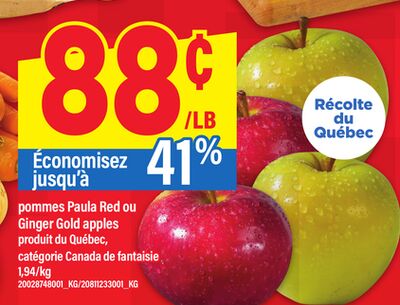 88¢
/LB
Économisez
jusqu'à
41%
pommes Paula Red ou
Ginger Gold apples
produit du Québec,
catégorie Canada de fantaisie
1,94/kg
20028748001_KG/20811233001_KG
Récolte
du
Québec